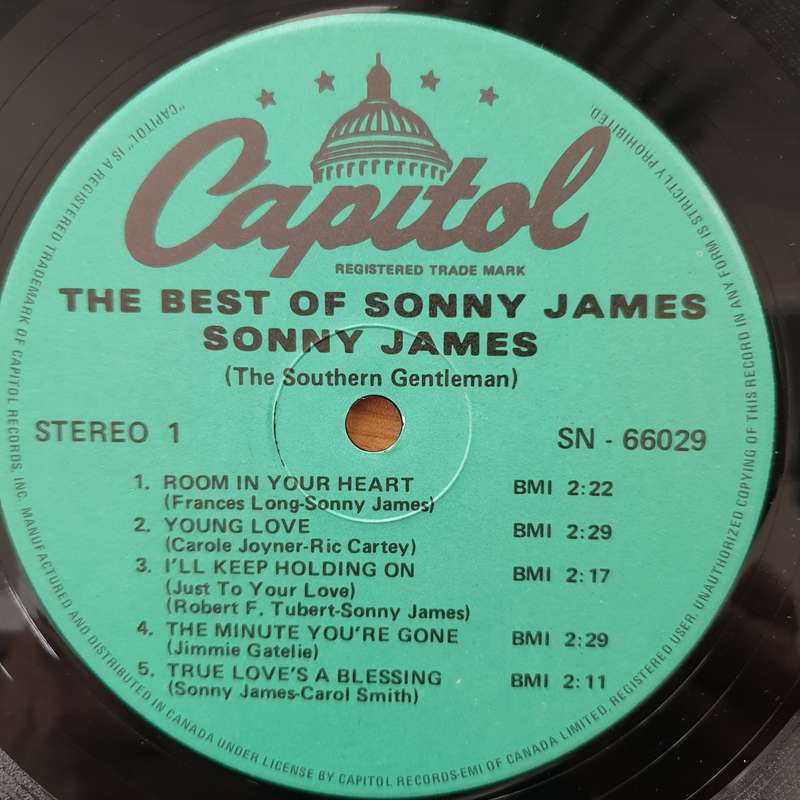 Capitol
REGISTERED TRADE MARK
THE BEST OF SONNY JAMES
SONNY JAMES
(The Southern Gentleman)
STEREO 1
SN - 66029
1. ROOM IN YOUR HEART BMI 2:22
(Frances Long-Sonny James)
2. YOUNG LOVE BMI 2:29
(Carole Joyner-Ric Cartey)
3. I'LL KEEP HOLDING ON BMI 2:17
(Just To Your Love)
(Robert F. Tubert-Sonny James)
4. THE MINUTE YOU'RE GONE BMI 2:29
(Jimmie Gatelie)
5. TRUE LOVE'S A BLESSING BMI 2:11
(Sonny James-Carol Smith)
"CAPITOL" IS A REGISTERED TRADEMARK OF CAPITOL RECORDS, INC. MANUFACTURED AND DISTRIBUTED IN CANADA UNDER LICENSE BY CAPITOL RECORDS-EMI OF CANADA LIMITED, REGISTERED USER. UNAUTHORIZED COPYING OF THIS RECORD IN ANY FORM IS STRICTLY PROHIBITED.